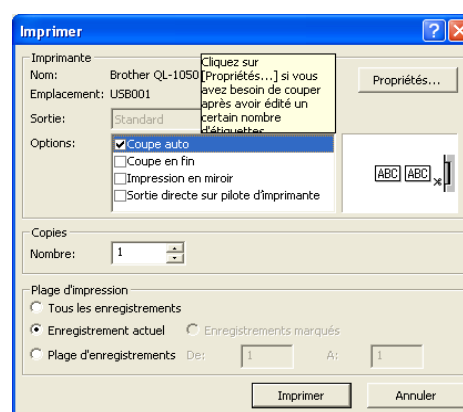 Imprimer
Imprimante
Nom: Brother QL-1050
Cliquez sur
[Propriétés...] si vous
avez besoin de couper
après avoir édité un
certain nombre
d'étiquettes
Propriétés...
Emplacement: USB001
Sortie: Standard
Options:
Coupe auto
Coupe en fin
Impression en miroir
Sortie directe sur pilote d'imprimante
ABC ABC
Copies
Nombre: 1
Plage d'impression
Tous les enregistrements
Enregistrement actuel Enregistrements marqués
Plage d'enregistrements De: 1 A: 1
Imprimer Annuler